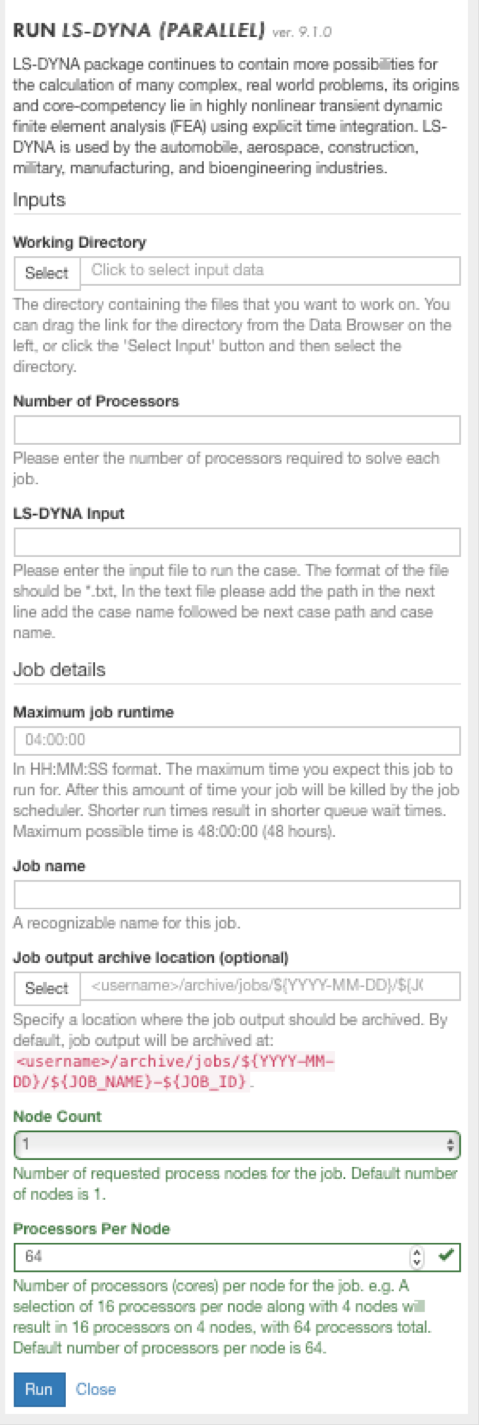 RUN LS-DYNA (PARALLEL) ver. 9.1.0
LS-DYNA package continues to contain more possibilities for
the calculation of many complex, real world problems, its origins
and core-competency lie in highly nonlinear transient dynamic
finite element analysis (FEA) using explicit time integration. LS-
DYNA is used by the automobile, aerospace, construction,
military, manufacturing, and bioengineering industries.
Inputs
Working Directory
Select Click to select input data
The directory containing the files that you want to work on. You
can drag the link for the directory from the Data Browser on the
left, or click the 'Select Input' button and then select the
directory.
Number of Processors
Please enter the number of processors required to solve each
job.
LS-DYNA Input
Please enter the input file to run the case. The format of the file
should be *.txt, In the text file please add the path in the next
line add the case name followed be next case path and case
name.
Job details
Maximum job runtime
04:00:00
In HH:MM:SS format. The maximum time you expect this job to
run for. After this amount of time your job will be killed by the job
scheduler. Shorter run times result in shorter queue wait times.
Maximum possible time is 48:00:00 (48 hours).
Job name
A recognizable name for this job.
Job output archive location (optional)
Select <username>/archive/jobs/${YYYY-MM-DD}/${J(
Specify a location where the job output should be archived. By
default, job output will be archived at:
<username>/archive/jobs/${YYYY-MM-
DD}/${JOB_NAME}-${JOB_ID} .
Node Count
1
Number of requested process nodes for the job. Default number
of nodes is 1.
Processors Per Node
64
Number of processors (cores) per node for the job. e.g. A
selection of 16 processors per node along with 4 nodes will
result in 16 processors on 4 nodes, with 64 processors total.
Default number of processors per node is 64.
Run Close